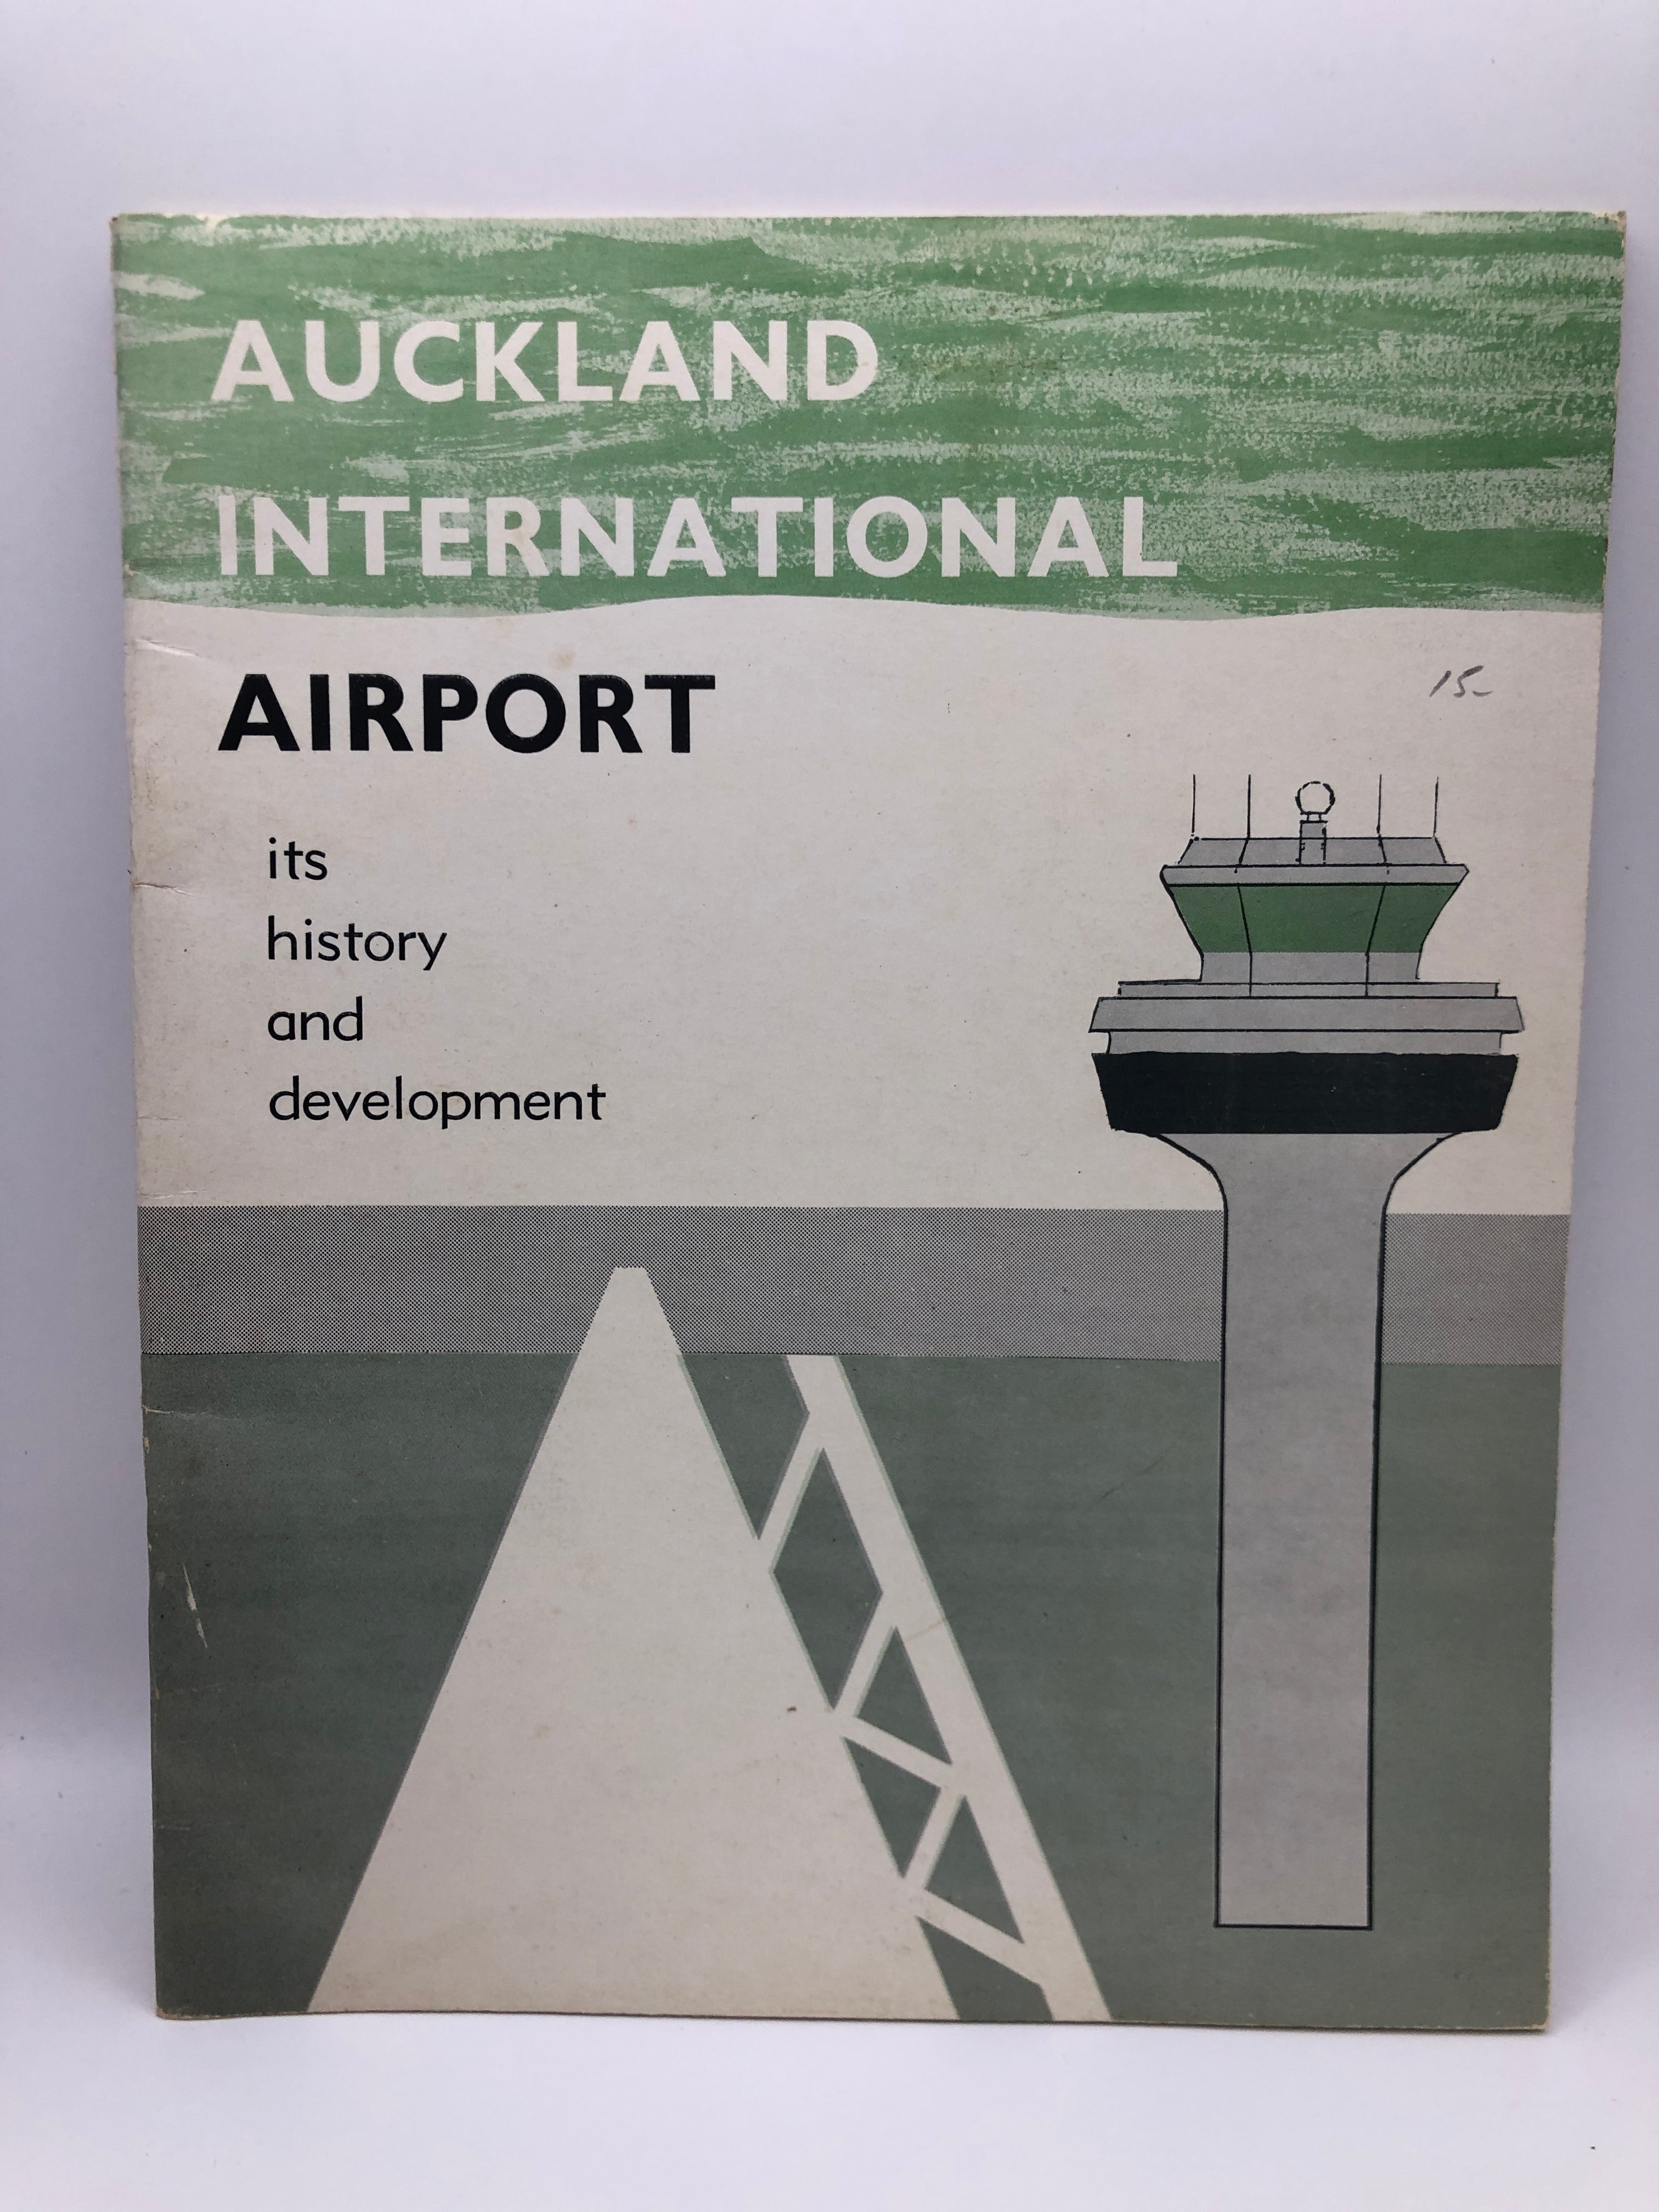 AUCKLAND
INTERNATIONAL
AIRPORT
15-
its
history
and
development